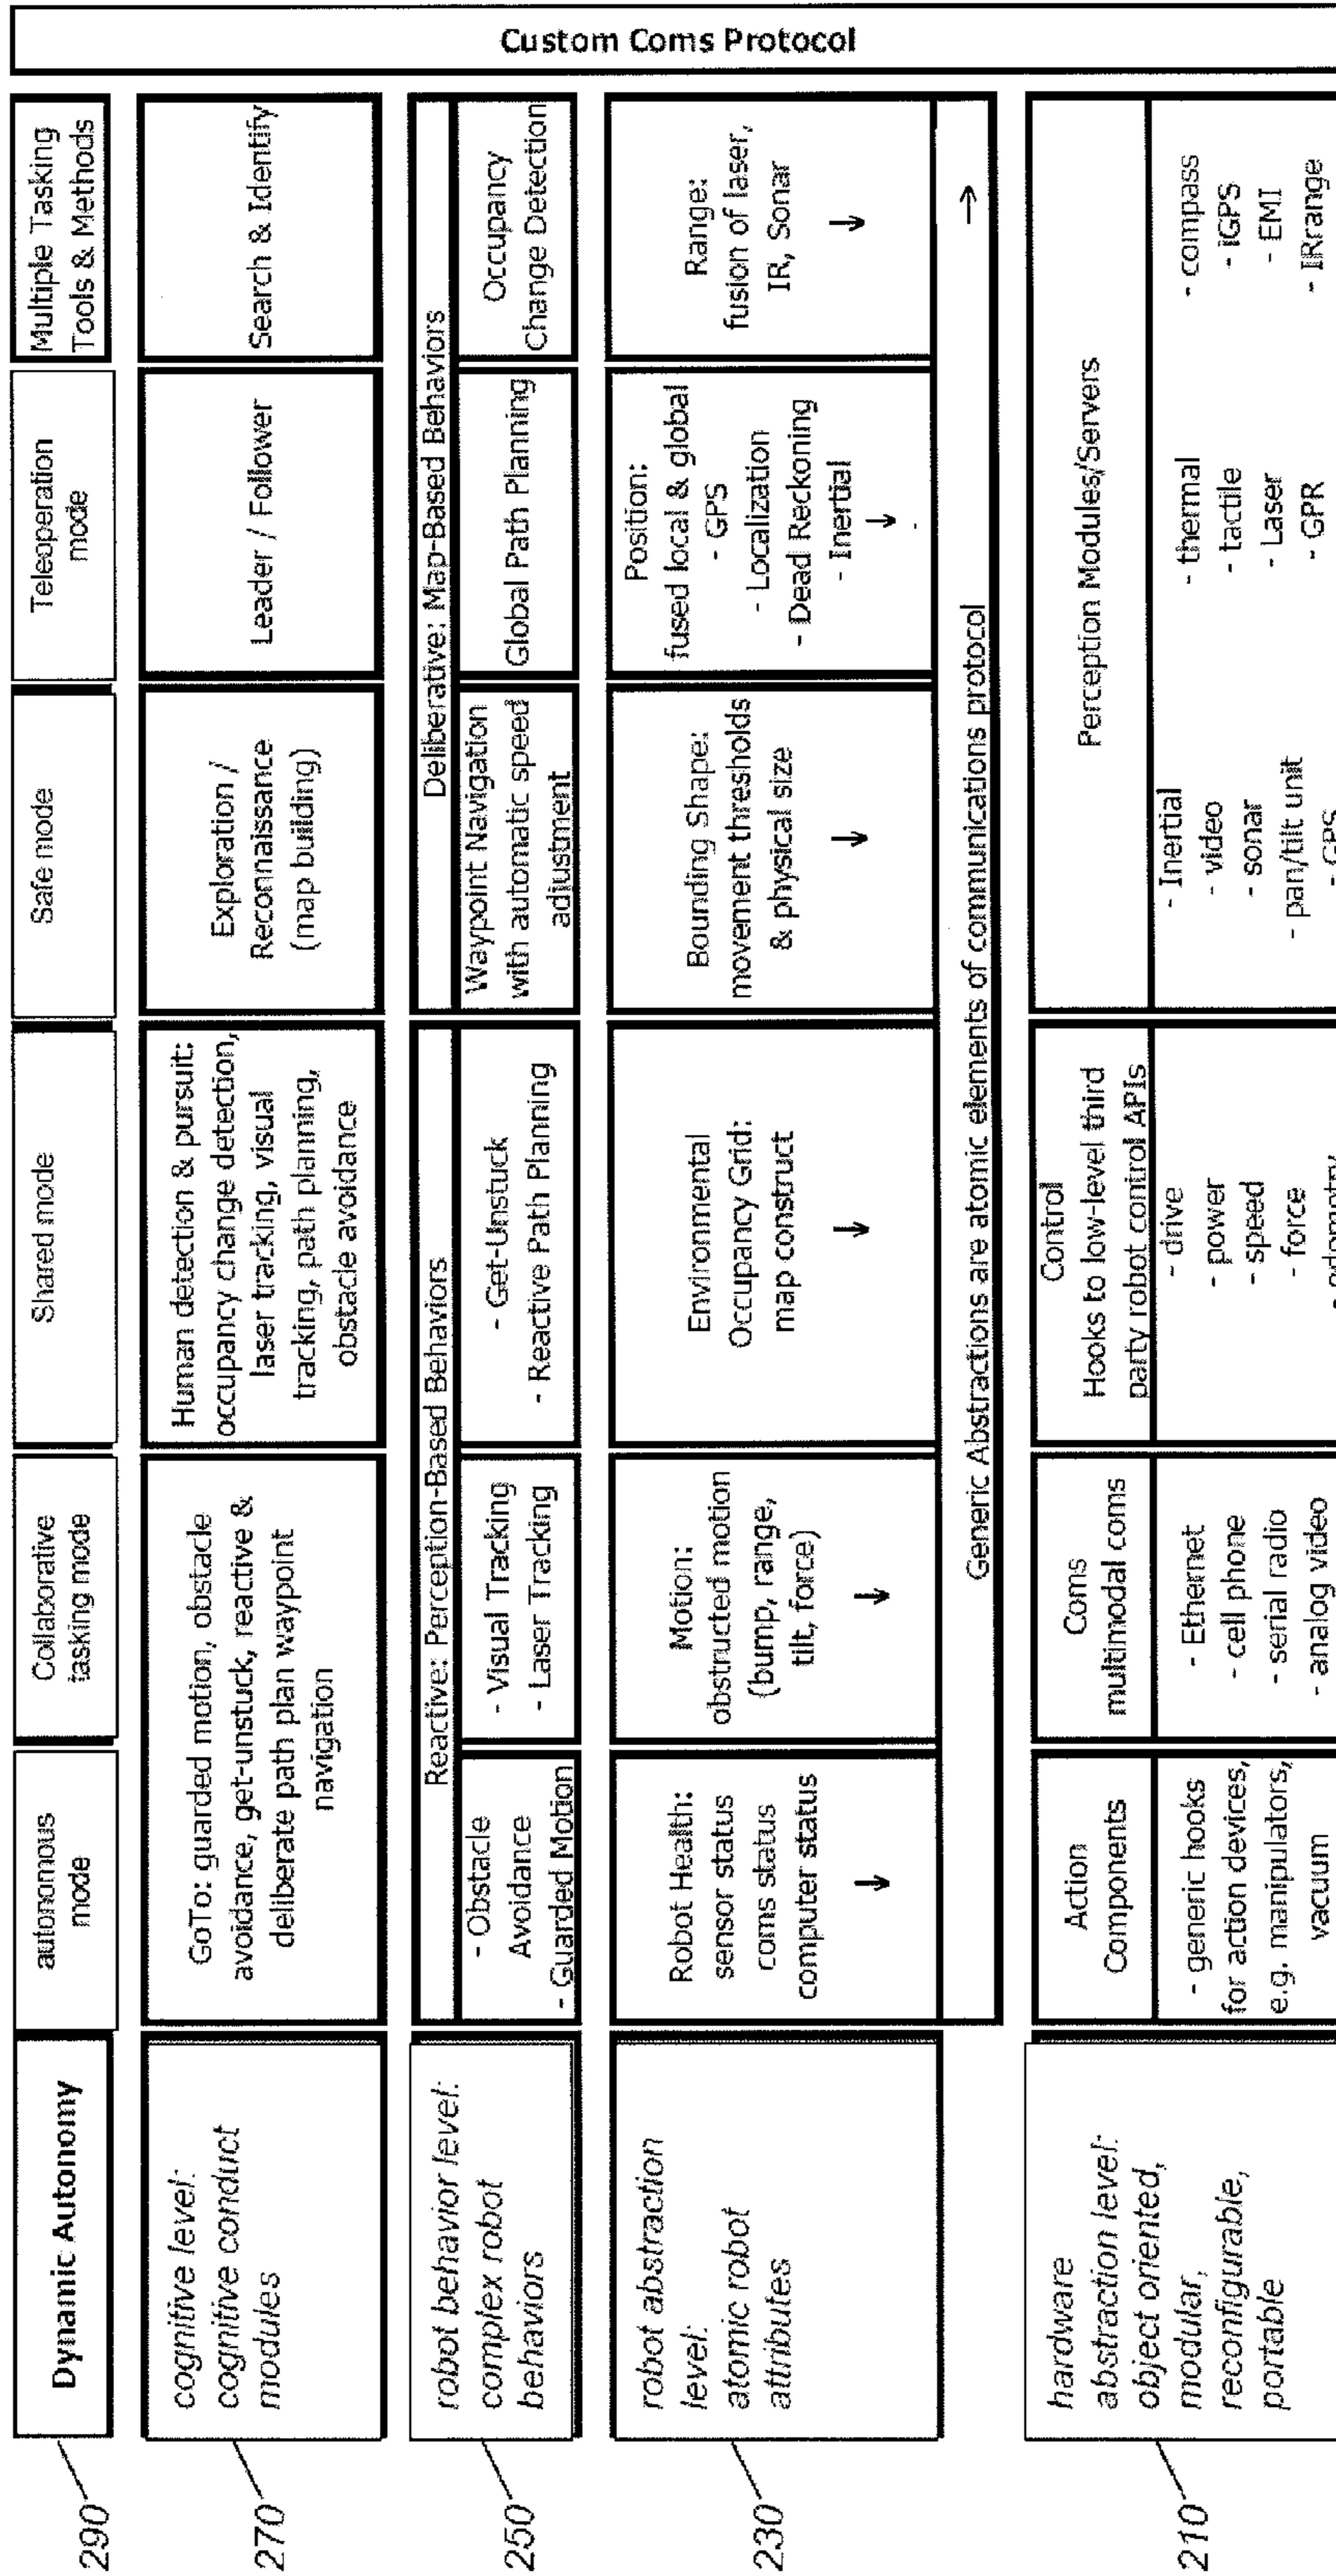 290
Dynamic Autonomy
autonomous
mode
Collaborative
tasking mode
Shared mode
Safe mode
Teleoperation
mode
Multiple Tasking
Tools & Methods
270
cognitive level:
cognitive conduct
modules
GoTo: guarded motion, obstacle
avoidance, get-unstuck, reactive &
deliberate path plan waypoint
navigation
Human detection & pursuit:
occupancy change detection,
laser tracking, visual
tracking, path planning,
obstacle avoidance
Exploration /
Reconnaissance
(map building)
Leader / Follower
Search & Identify
250
robot behavior level:
complex robot
behaviors
Reactive: Perception-Based Behaviors
- Obstacle
Avoidance
- Guarded Motion
- Visual Tracking
- Laser Tracking
- Get-Unstuck
- Reactive Path Planning
Deliberative: Map-Based Behaviors
Waypoint Navigation
with automatic speed
adjustment
Global Path Planning
Occupancy
Change Detection
230
robot abstraction
level:
atomic robot
attributes
Robot Health:
sensor status
coms status
computer status
↓
Motion:
obstructed motion
(bump, range,
tilt, force)
↓
Environmental
Occupancy Grid:
map construct
↓
Bounding Shape:
movement thresholds
& physical size
↓
Position:
fused local & global
- GPS
- Localization
- Dead Reckoning
- Inertial
↓
Range:
fusion of laser,
IR, Sonar
↓
Generic Abstractions are atomic elements of communications protocol →
210
hardware
abstraction level:
object oriented,
modular,
reconfigurable,
portable
Action
Components
- generic hooks
for action devices,
e.g. manipulators,
vacuum
Coms
multimodal coms
- Ethernet
- cell phone
- serial radio
- analog video
Control
Hooks to low-level third
party robot control APIs
- drive
- power
- speed
- force
- odometry
Perception Modules/Servers
- Inertial
- video
- sonar
- pan/tilt unit
- GPS
- thermal
- tactile
- Laser
- GPR
- compass
- iGPS
- EMI
- IRrange
Custom Coms Protocol